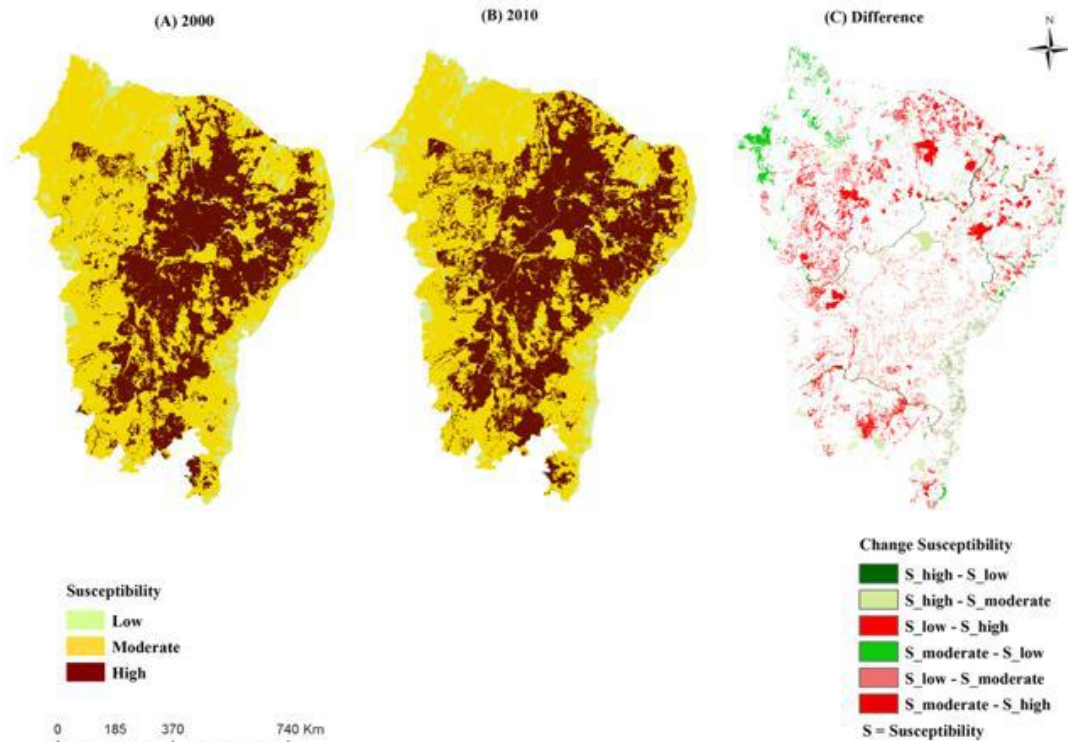 (A) 2000
(B) 2010
(C) Difference
N
Susceptibility
Low
Moderate
High
0 185 370 740 Km
Change Susceptibility
S_high - S_low
S_high - S_moderate
S_low - S_high
S_moderate - S_low
S_low - S_moderate
S_moderate - S_high
S = Susceptibility